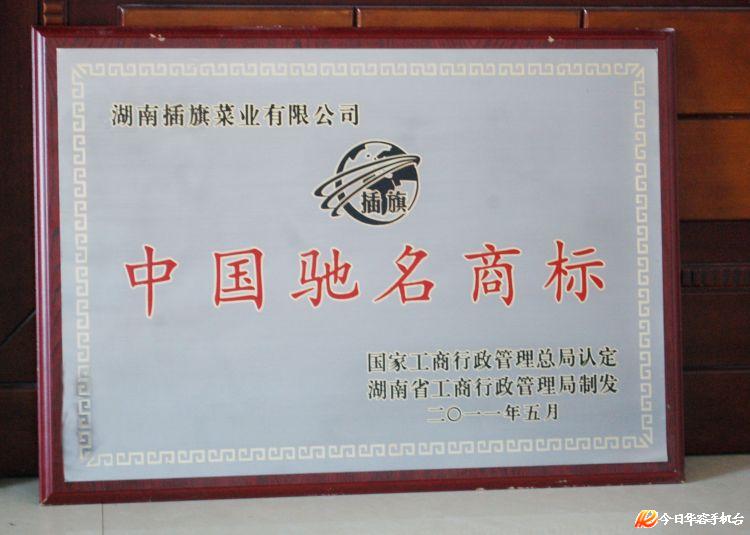 湖南插旗菜业有限公司
插旗
中国驰名商标
国家工商行政管理总局认定
湖南省工商行政管理局制发
二〇一一年五月
今日华容手机台